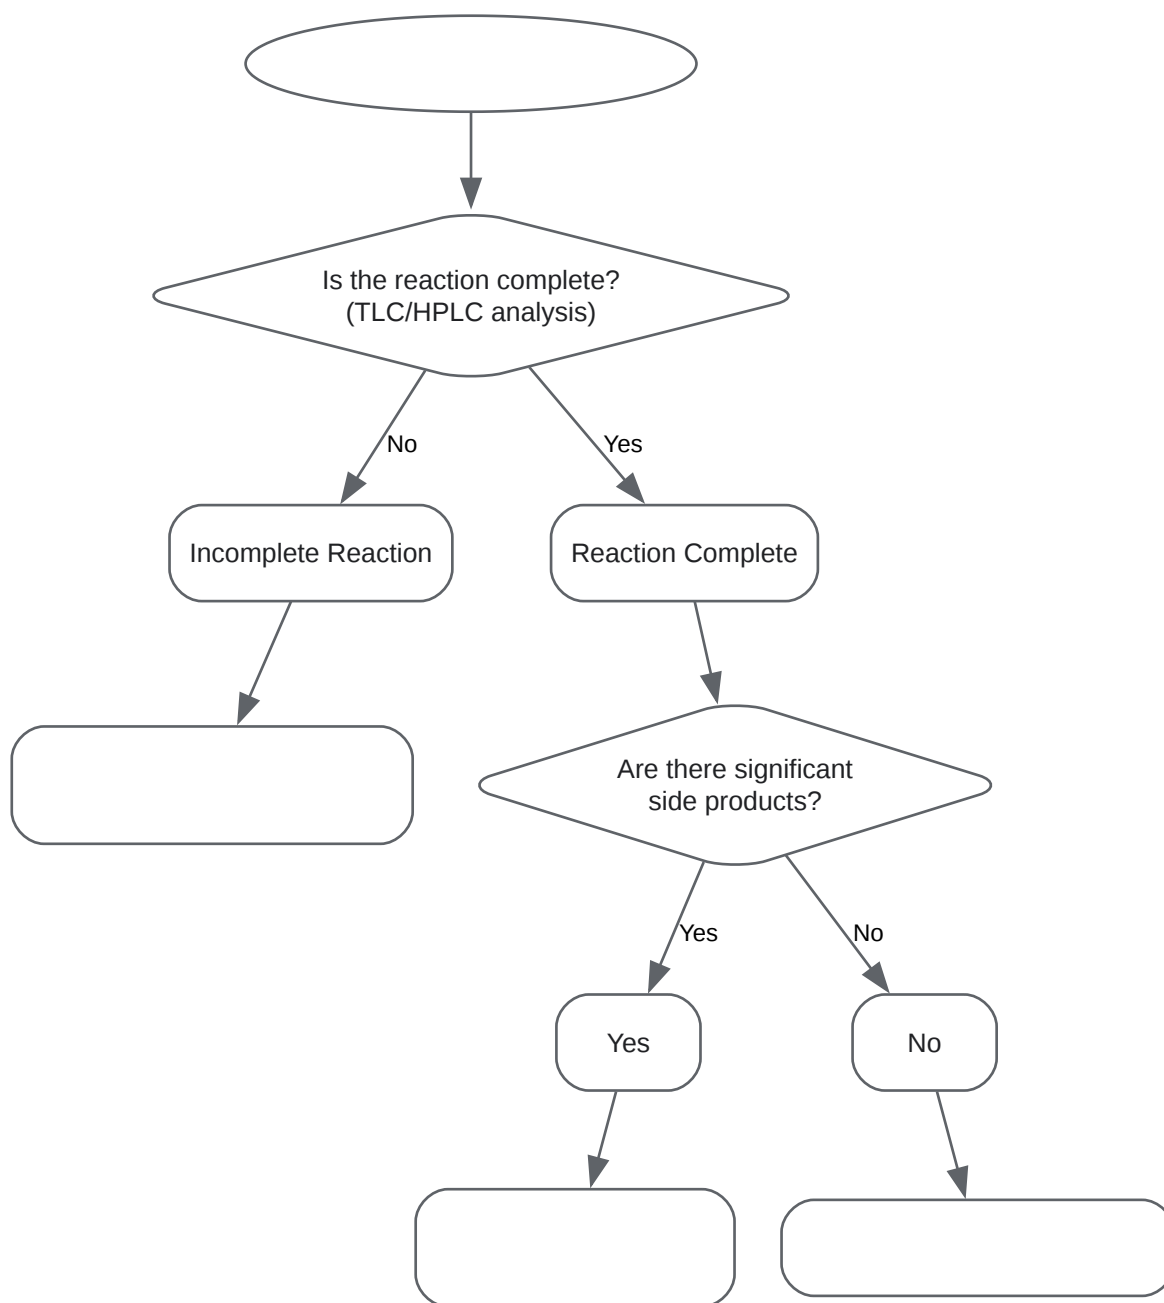 Is the reaction complete?
(TLC/HPLC analysis)
No
Yes
Incomplete Reaction
Reaction Complete
Are there significant
side products?
Yes
No
Yes
No